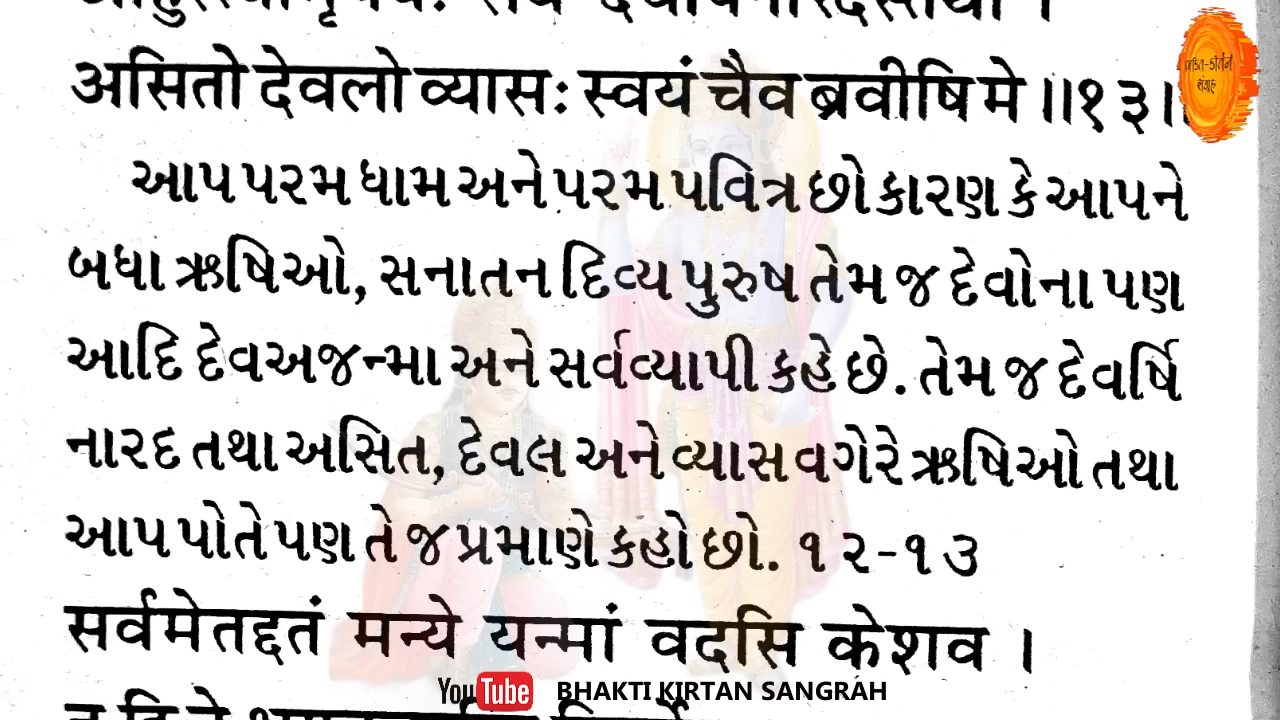 असितो देवलो व्यासः स्वयं चैव ब्रवीषि मे ॥१३॥
આપ પરમ ધામ અને પરમ પવિત્ર છો કારણ કે આપને
બધા ઋષિઓ, સનાતન દિવ્ય પુરુષ તેમ જ દેવોના પણ
આદિ દેવઅજન્મા અને સર્વવ્યાપી કહે છે. તેમ જ દેવર્ષિ
નારદ તથા અસિત, દેવલ અને વ્યાસ વગેરે ઋષિઓ તથા
આપ પોતે પણ તે જ પ્રમાણે કહો છો. ૧૨-૧૩
सर्वमेतदृतं मन्ये यन्मां वदसि केशव ।
YouTube BHAKTI KIRTAN SANGRAH